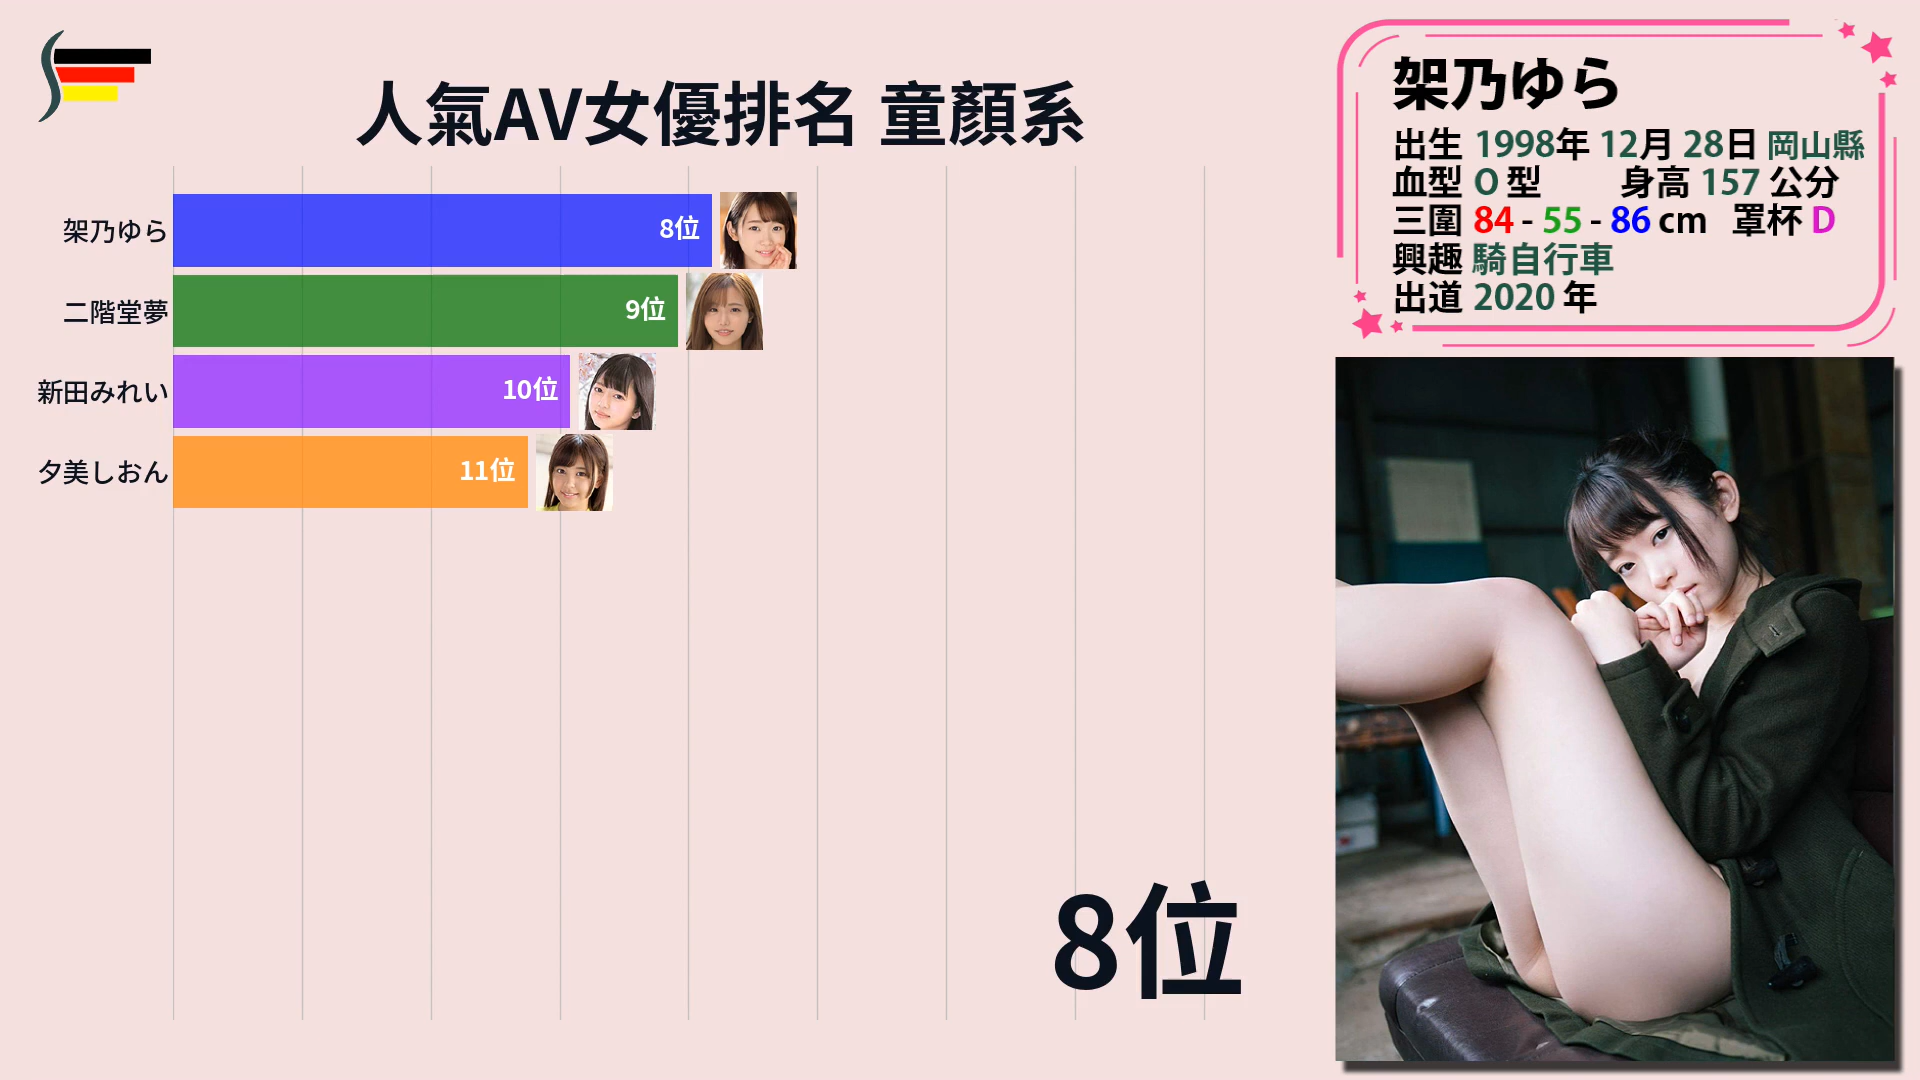 人氣AV女優排名 童顏系
架乃ゆら
8位
二階堂夢
9位
新田みれい
10位
夕美しおん
11位
8位
架乃ゆら
出生 1998年 12月 28日 岡山縣
血型 O 型 身高 157 公分
三圍 84 - 55 - 86 cm 罩杯 D
興趣 騎自行車
出道 2020 年